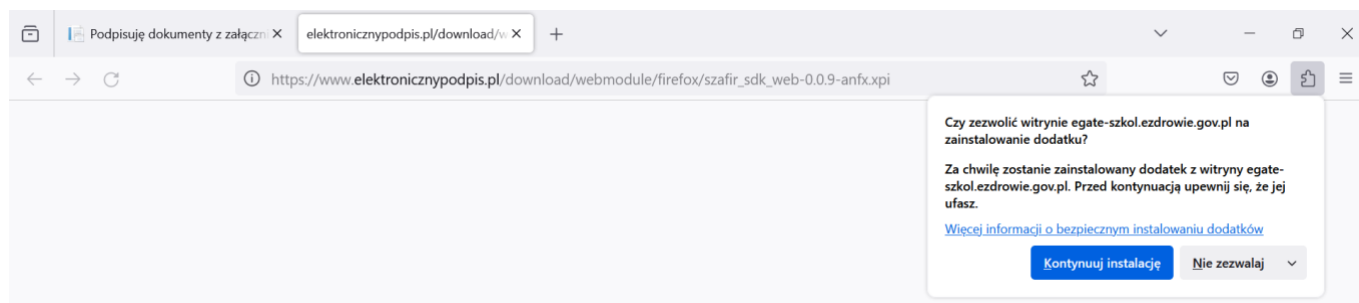 Podpisuję dokumenty z załączni
elektronicznypodpis.pl/download/w
https://www.elektronicznypodpis.pl/download/webmodule/firefox/szafir_sdk_web-0.0.9-anfx.xpi
Czy zezwolić witrynie egate-szkol.ezdrowie.gov.pl na
zainstalowanie dodatku?
Za chwilę zostanie zainstalowany dodatek z witryny egate-
szkol.ezdrowie.gov.pl. Przed kontynuacją upewnij się, że jej
ufasz.
Więcej informacji o bezpiecznym instalowaniu dodatków
Kontynuuj instalację
Nie zezwalaj